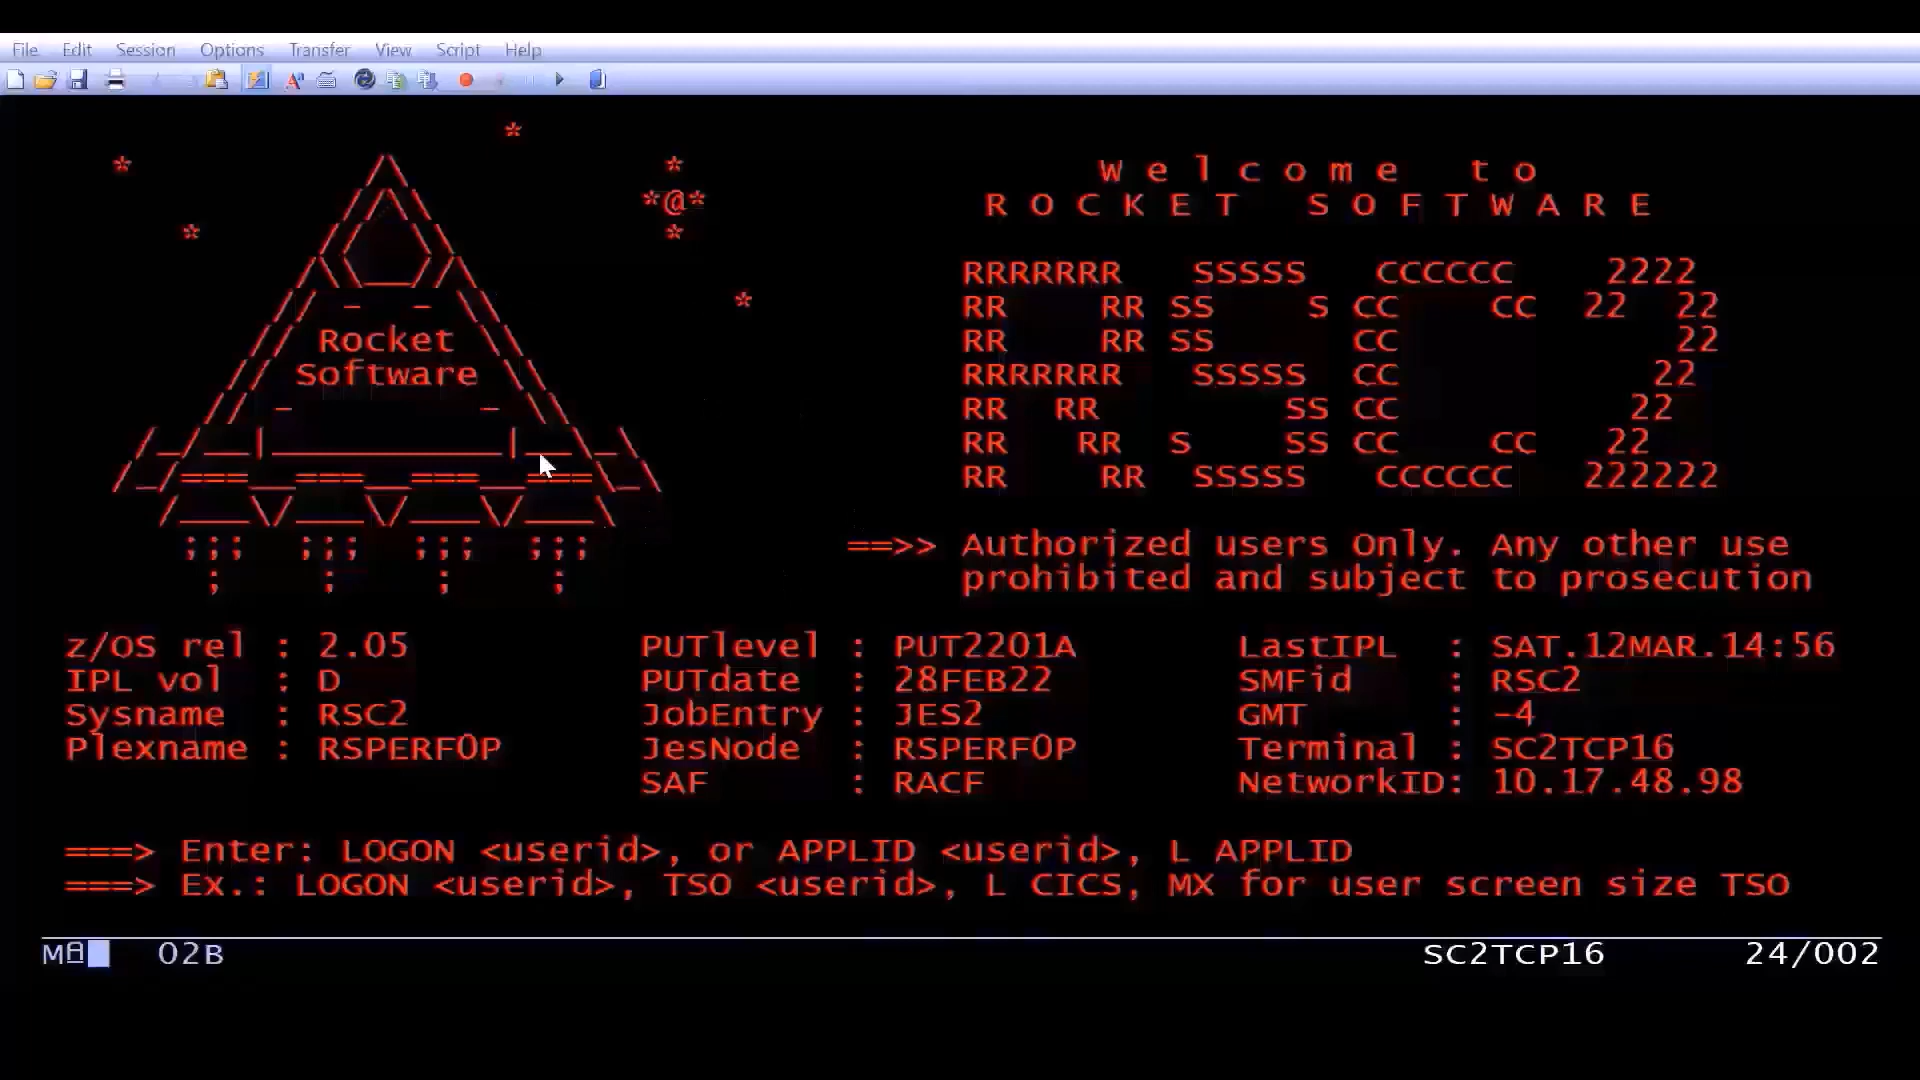 File Edit Session Options Transfer View Script Help
Welcome to
ROCKET SOFTWARE
Rocket
Software
RRRRRRR SSSSS CCCCCC 2222
RR RR SS S CC CC 22 22
RR RR SS CC 22
RRRRRRR SSSSS CC 22
RR RR SS CC 22
RR RR S SS CC CC 22
RR RR SSSSS CCCCCC 222222
==>> Authorized users Only. Any other use
prohibited and subject to prosecution
z/OS rel : 2.05 PUTlevel : PUT2201A LastIPL : SAT.12MAR.14:56
IPL vol : D PUTdate : 28FEB22 SMFid : RSC2
Sysname : RSC2 JobEntry : JES2 GMT : -4
Plexname : RSPERF0P JesNode : RSPERF0P Terminal : SC2TCP16
SAF : RACF NetworkID: 10.17.48.98
===> Enter: LOGON <userid>, or APPLID <userid>, L APPLID
===> Ex.: LOGON <userid>, TSO <userid>, L CICS, MX for user screen size TSO
02B SC2TCP16 24/002